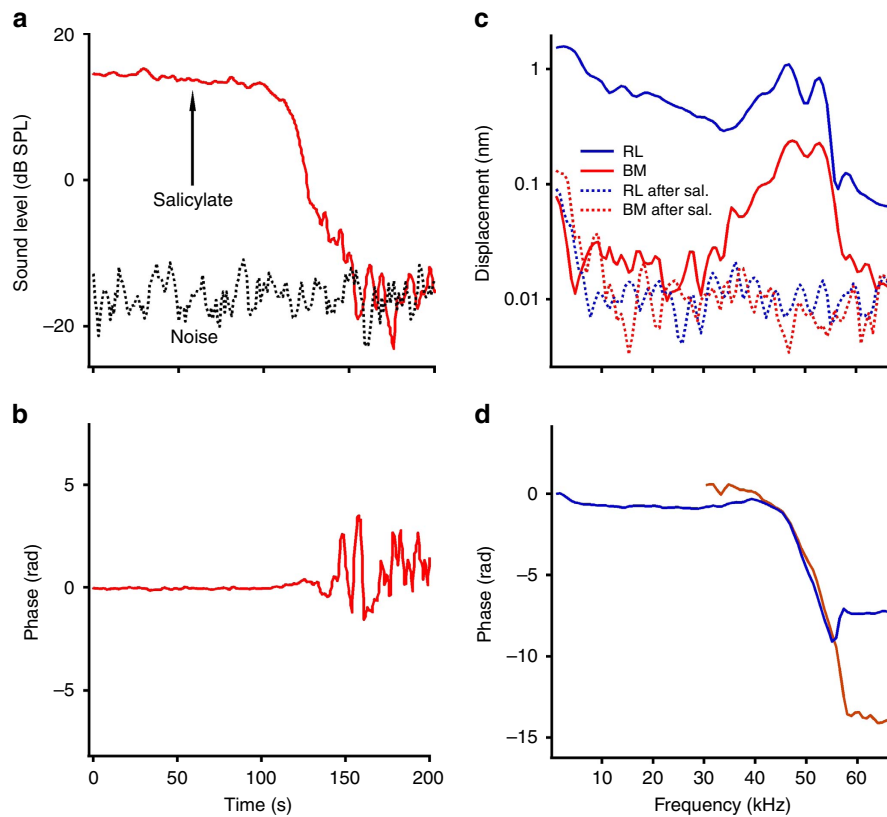 a
20
0
–20
Sound level (dB SPL)
Salicylate
Noise
b
5
0
–5
Phase (rad)
0
50
100
150
200
Time (s)
c
1
0.1
0.01
Displacement (nm)
RL
BM
RL after sal.
BM after sal.
d
0
–5
–10
–15
Phase (rad)
10
20
30
40
50
60
Frequency (kHz)